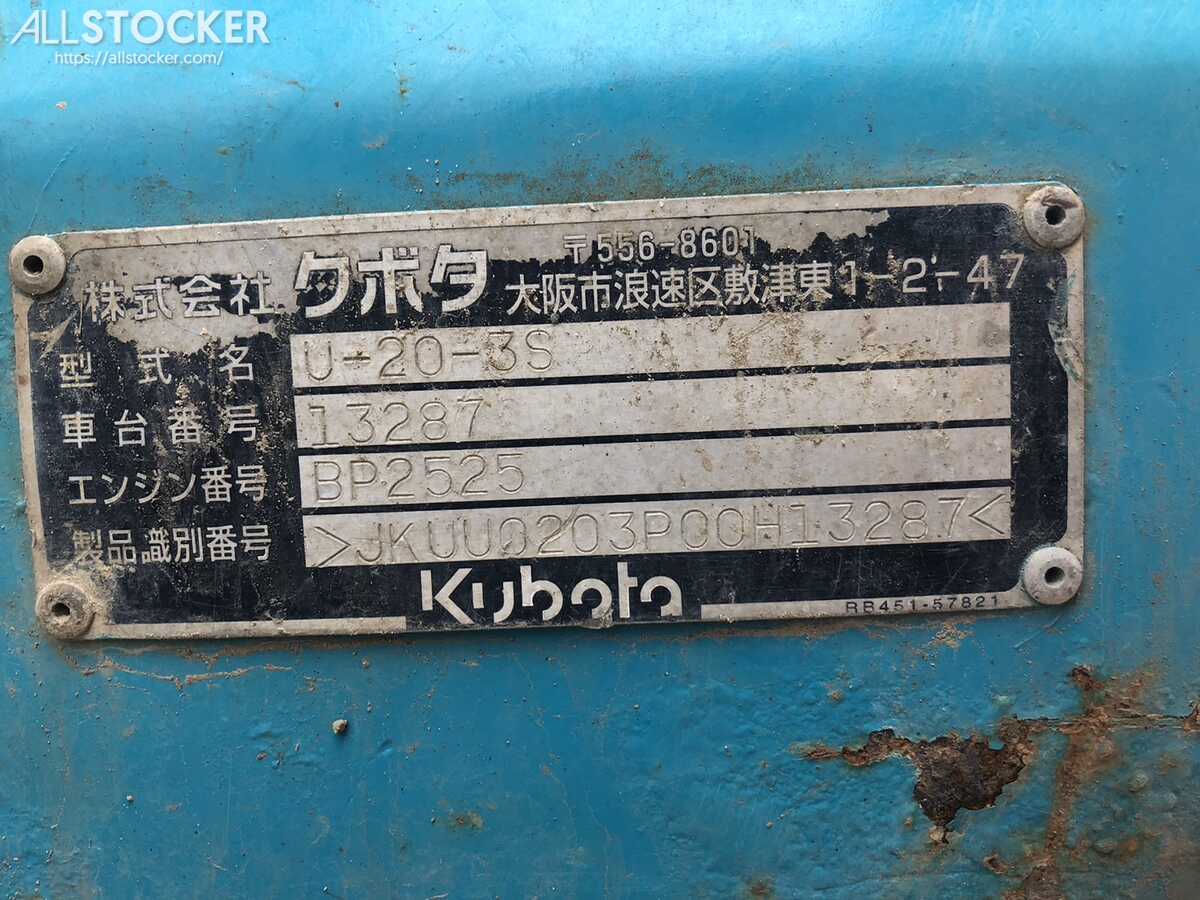 ALLSTOCKER
https://allstocker.com/
〒556-8601
株式会社 クボタ 大阪市浪速区敷津東1-2-47
型式名 U-20-3S
車台番号 13287
エンジン番号 BP2525
製品識別番号 >JKUU0203P00H13287<
Kubota
RB451-57821